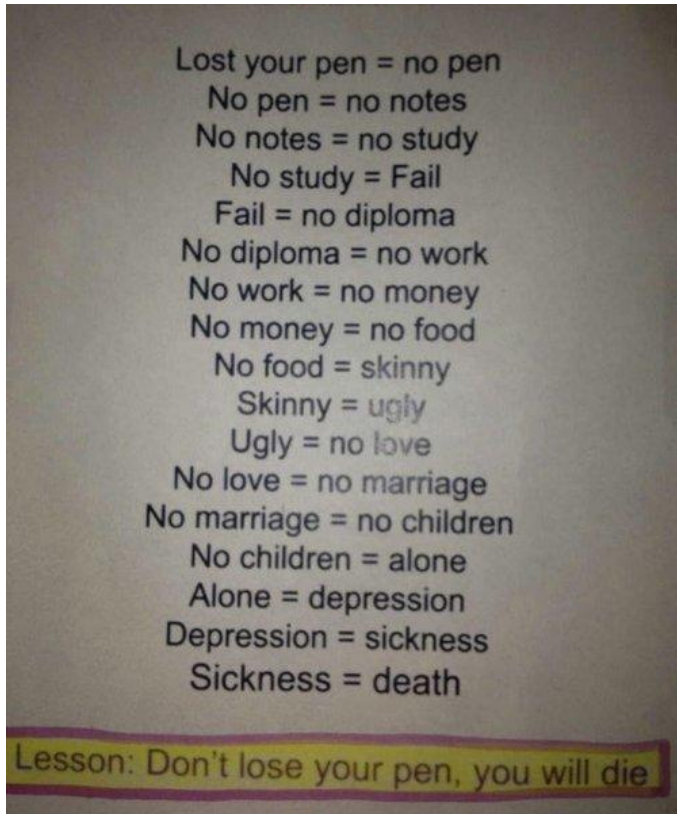 Lost your pen = no pen
No pen = no notes
No notes = no study
No study = Fail
Fail = no diploma
No diploma = no work
No work = no money
No money = no food
No food = skinny
Skinny = ugly
Ugly = no love
No love = no marriage
No marriage = no children
No children = alone
Alone = depression
Depression = sickness
Sickness = death
Lesson: Don't lose your pen, you will die